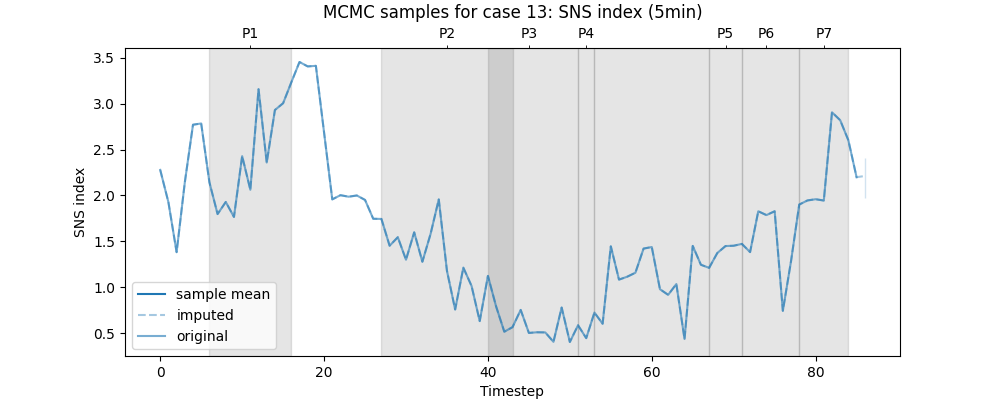 MCMC samples for case 13: SNS index (5min)
P1 P2 P3 P4 P5 P6 P7
3.5
3.0
2.5
2.0
1.5
1.0
0.5
SNS index
sample mean
imputed
original
0 20 40 60 80
Timestep